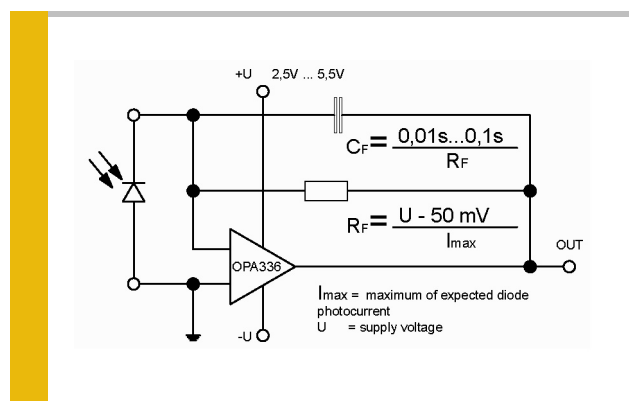 +U 2,5V ... 5,5V
CF= 0,01s...0,1s
RF
RF= U - 50 mV
Imax
OUT
OPA336
Imax = maximum of expected diode
photocurrent
U = supply voltage
-U